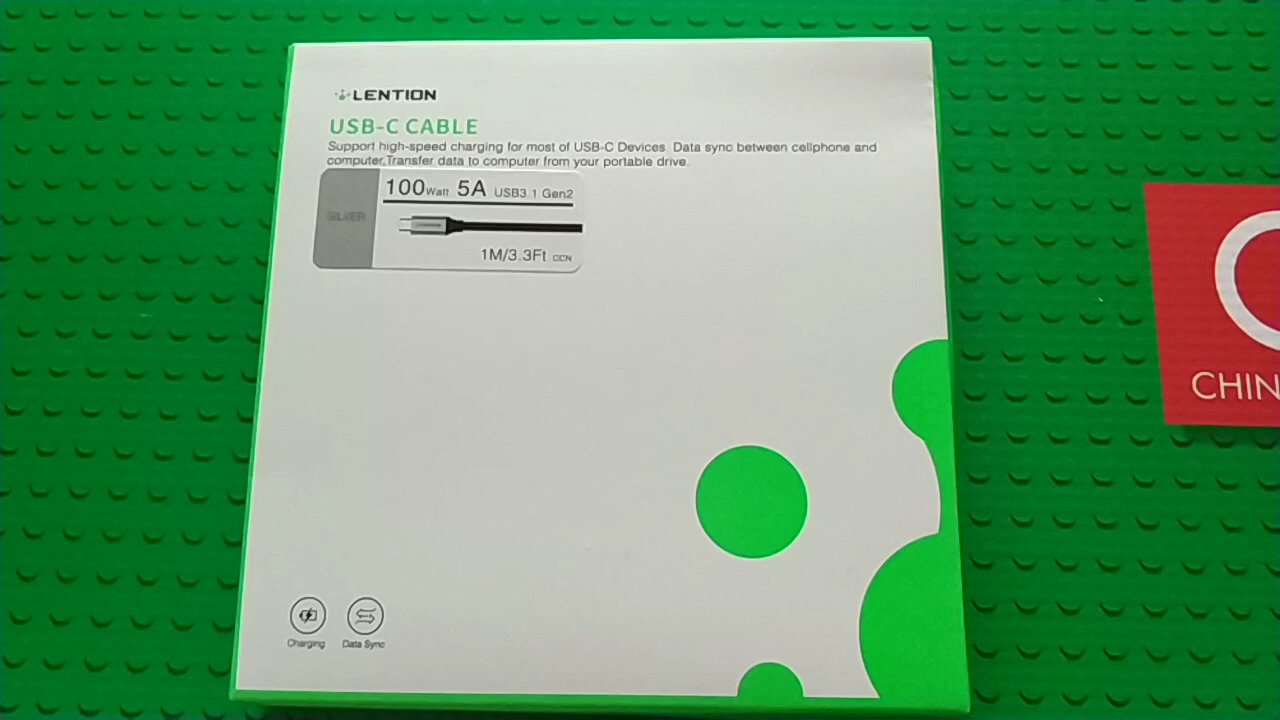 LENTION
USB-C CABLE
Support high-speed charging for most of USB-C Devices. Data sync between cellphone and
computer,Transfer data to computer from your portable drive.
SILVER
100Watt 5A USB3.1 Gen2
1M/3.3Ft CCN
Charging
Data Sync
CHIN